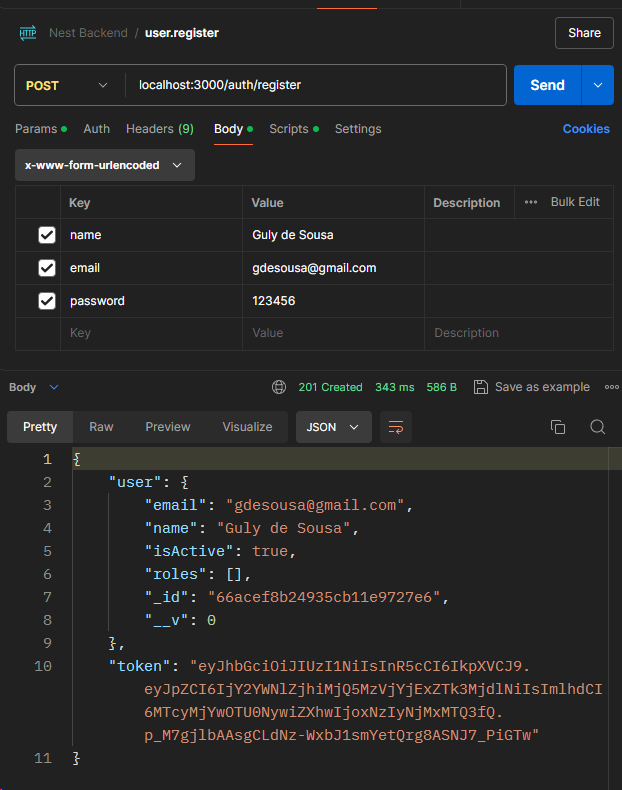 HTTP Nest Backend / user.register Share
POST localhost:3000/auth/register Send
Params Auth Headers (9) Body Scripts Settings Cookies
x-www-form-urlencoded
Key Value Description Bulk Edit
name Guly de Sousa
email gdesousa@gmail.com
password 123456
Key Value Description
Body 201 Created 343 ms 586 B Save as example
Pretty Raw Preview Visualize JSON
1 {
2 "user": {
3 "email": "gdesousa@gmail.com",
4 "name": "Guly de Sousa",
5 "isActive": true,
6 "roles": [],
7 "_id": "66acef8b24935cb11e9727e6",
8 "__v": 0
9 },
10 "token": "eyJhbGciOiJIUzI1NiIsInR5cCI6IkpXVCJ9.
eyJpZCI6IjY2YWNlZjhiMjQ5MzVjYjExZTk3MjdlNiIsImlhdCI
6MTcyMjYwOTU0NywiZXhwIjoxNzIyNjMxMTQ3fQ.
p_M7gjlbAAsgCLdNz-WxbJ1smYetQrg8ASNJ7_PiGTw"
11 }